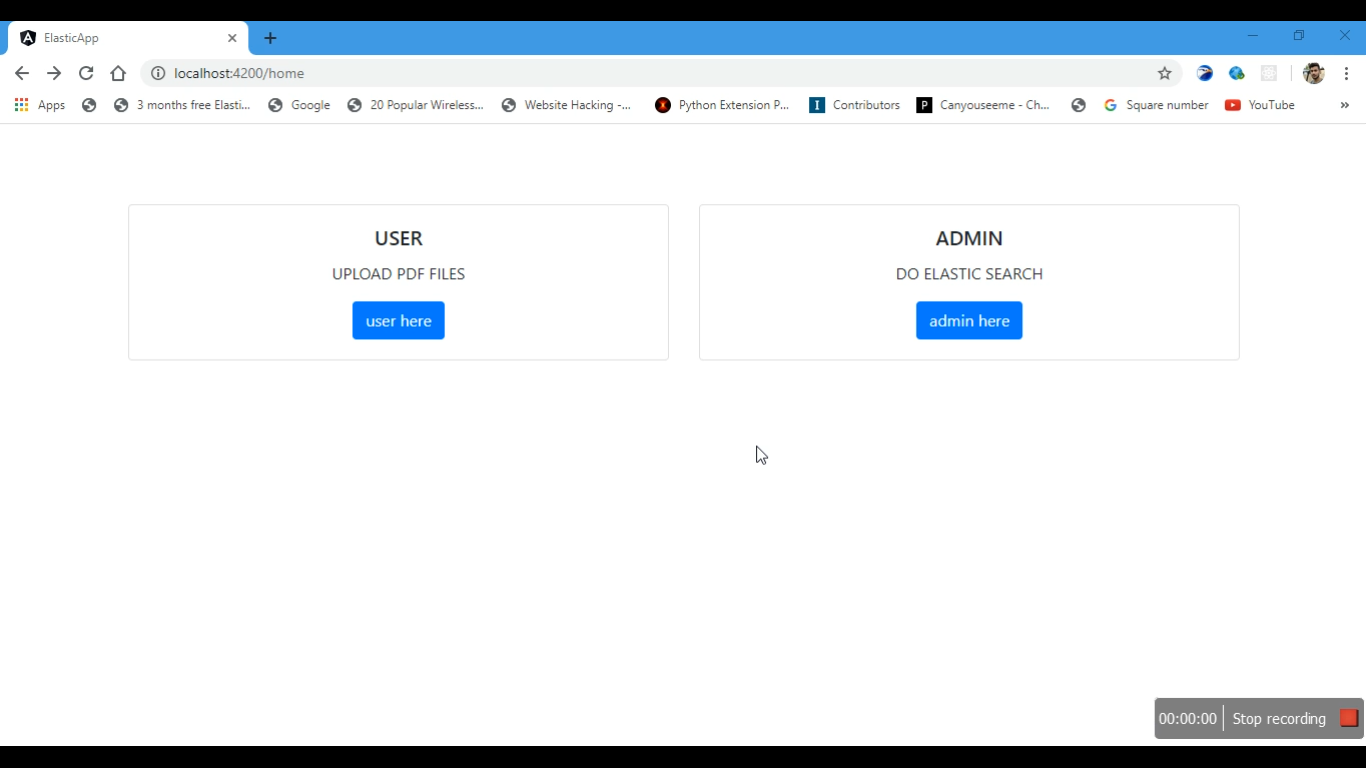 ElasticApp
localhost:4200/home
Apps 3 months free Elasti... Google 20 Popular Wireless... Website Hacking -... Python Extension P... Contributors Canyouseeme - Ch... Square number YouTube »
USER
UPLOAD PDF FILES
user here
ADMIN
DO ELASTIC SEARCH
admin here
00:00:00 Stop recording